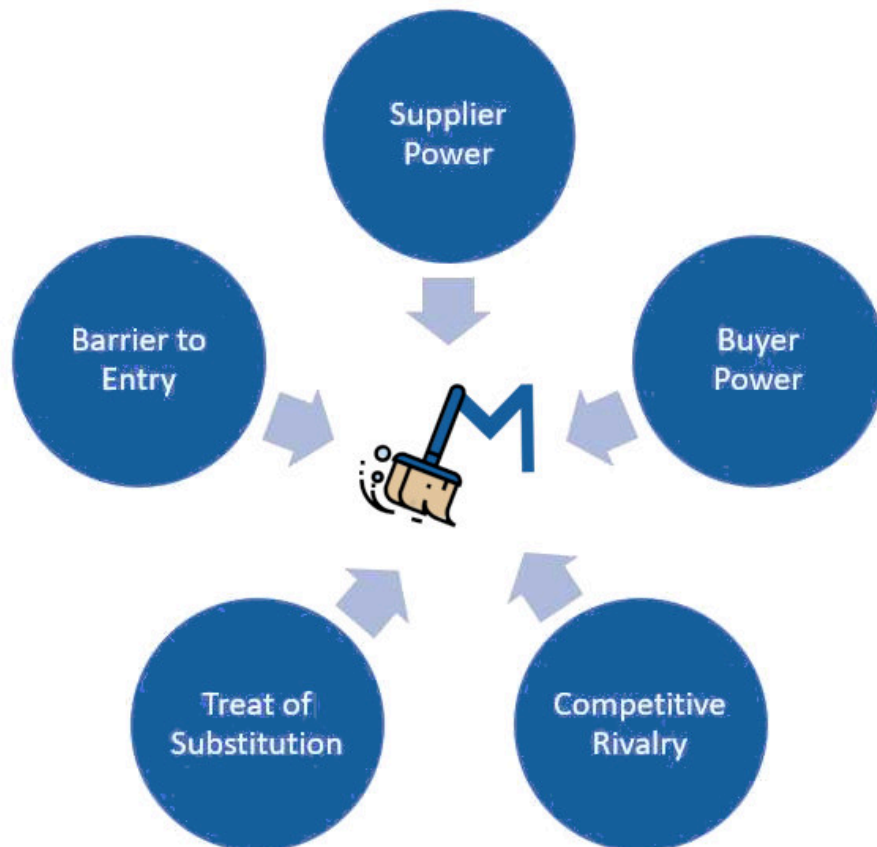 Supplier
Power
Barrier to
Entry
Buyer
Power
M
Treat of
Substitution
Competitive
Rivalry